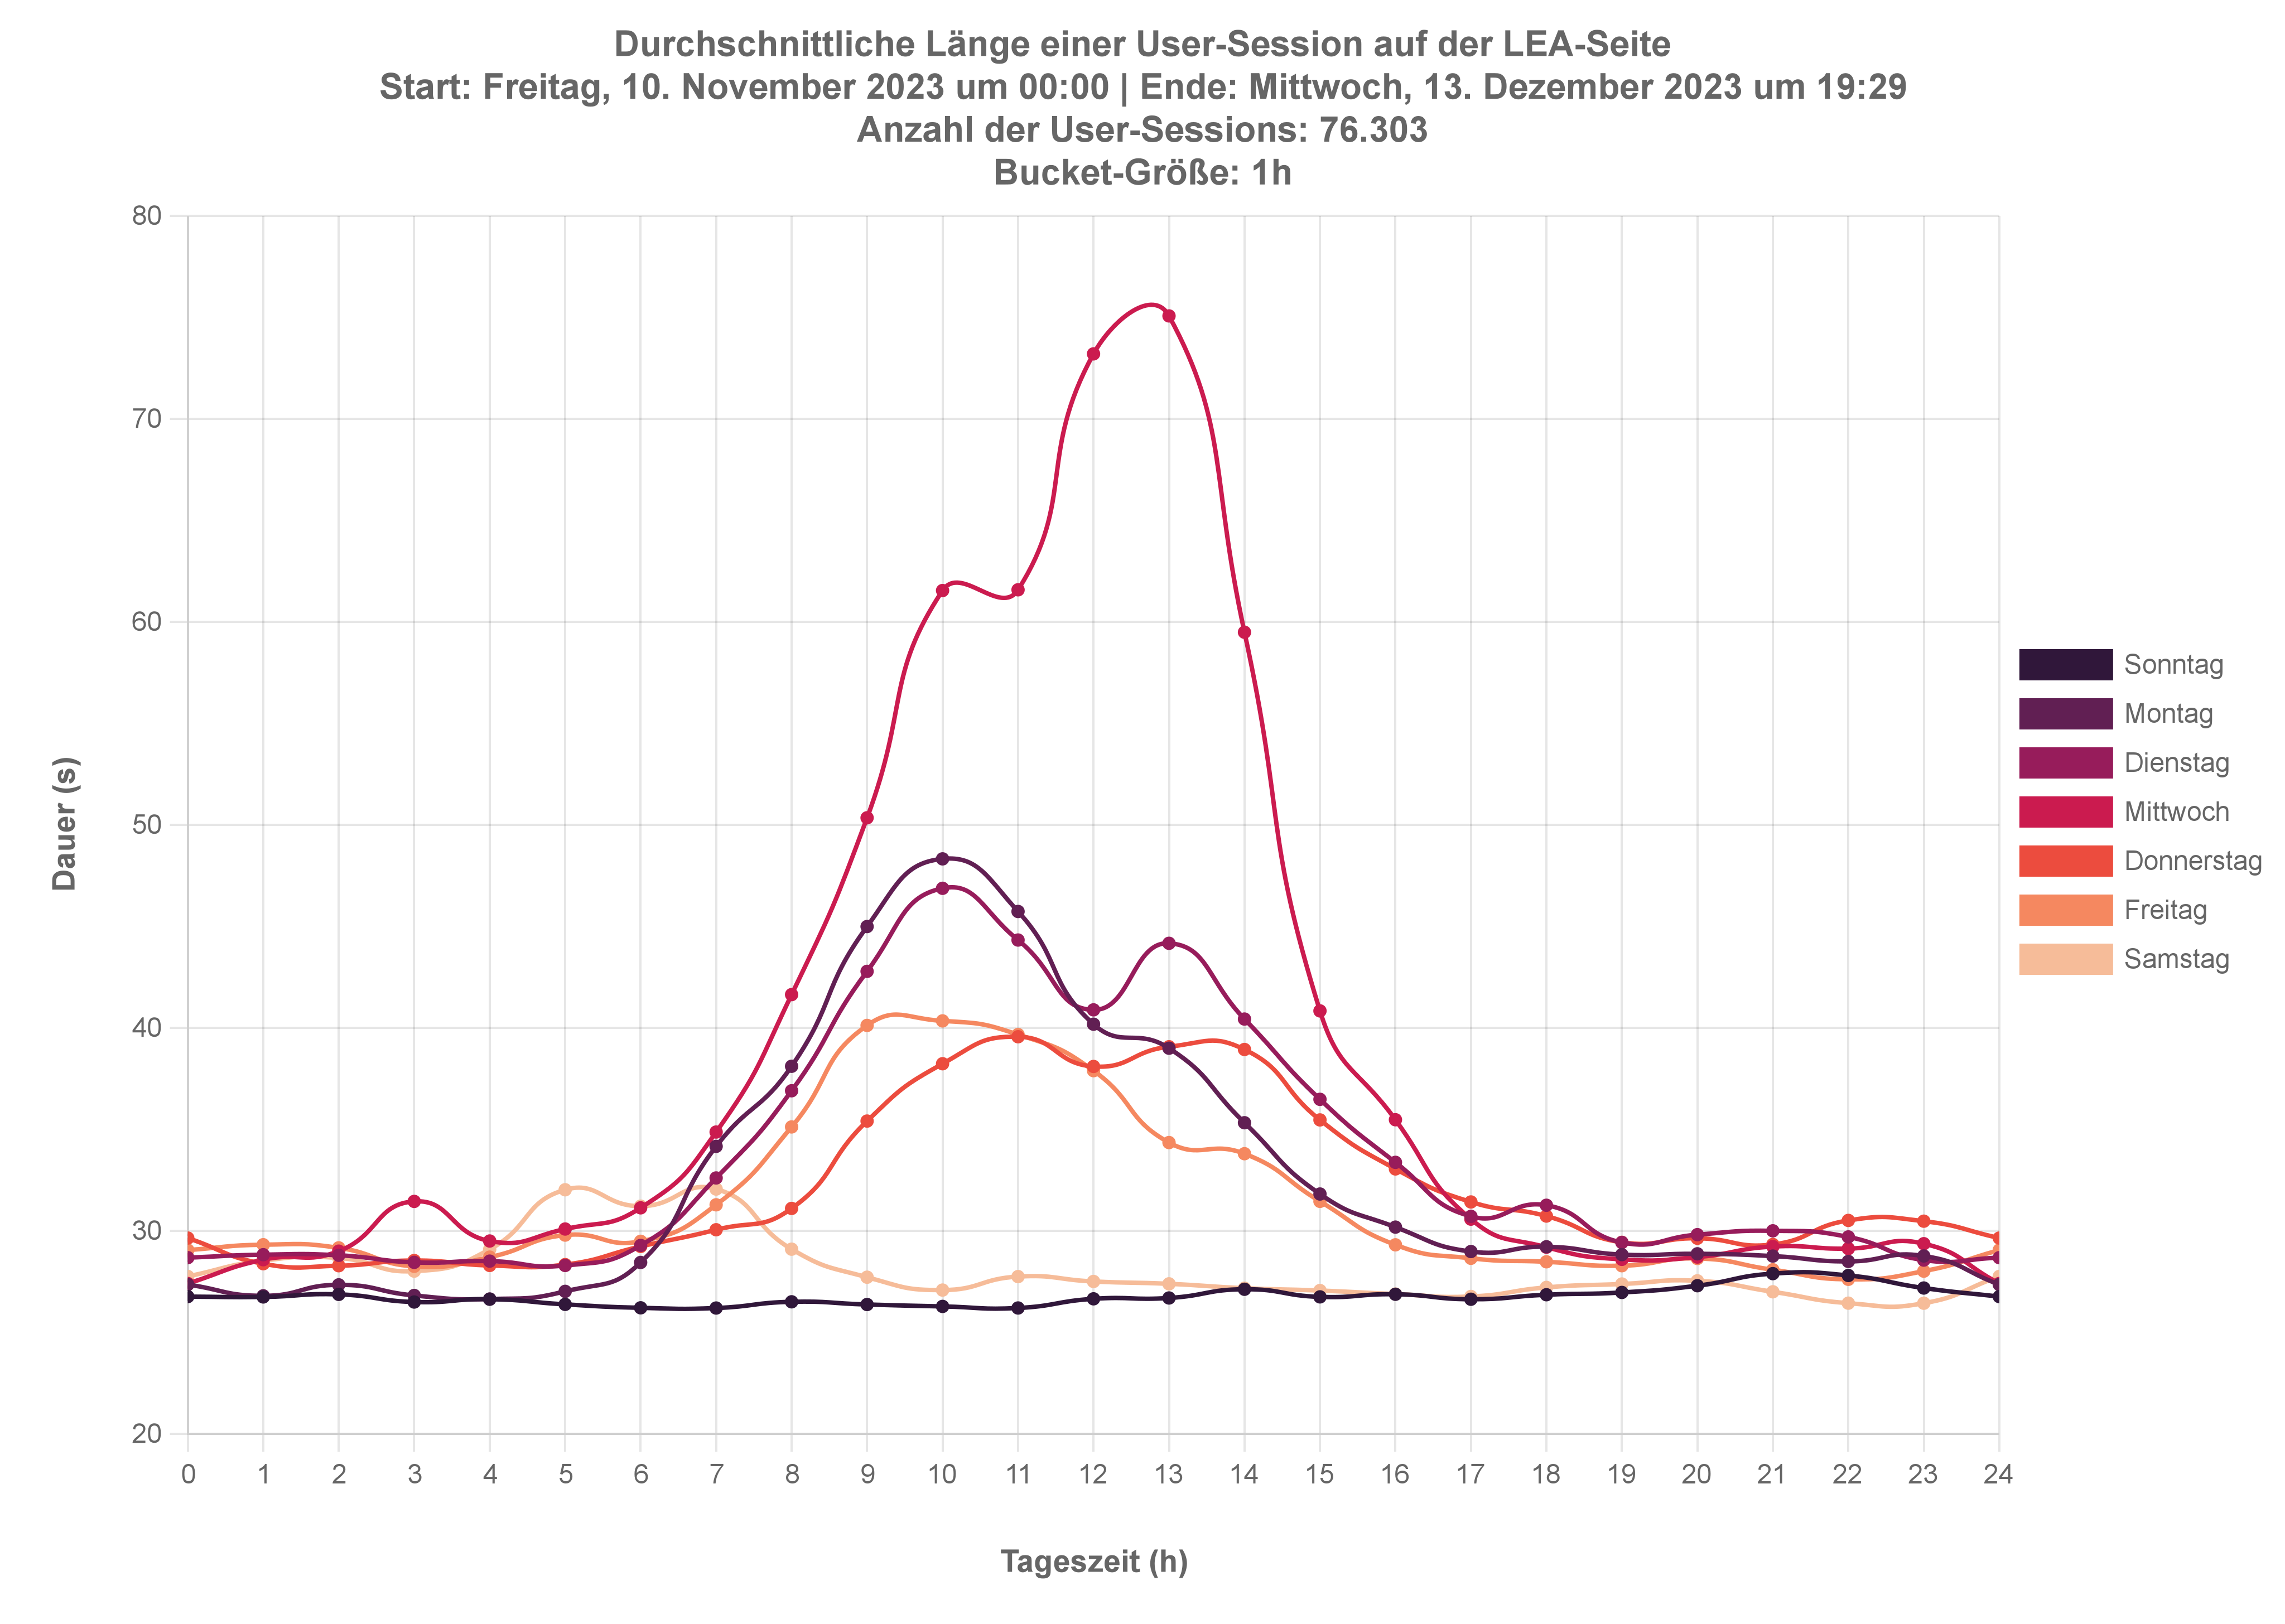 Durchschnittliche Länge einer User-Session auf der LEA-Seite
Start: Freitag, 10. November 2023 um 00:00 | Ende: Mittwoch, 13. Dezember 2023 um 19:29
Anzahl der User-Sessions: 76.303
Bucket-Größe: 1h
80
70
60
50
40
30
20
Dauer (s)
0 1 2 3 4 5 6 7 8 9 10 11 12 13 14 15 16 17 18 19 20 21 22 23 24
Tageszeit (h)
Sonntag
Montag
Dienstag
Mittwoch
Donnerstag
Freitag
Samstag